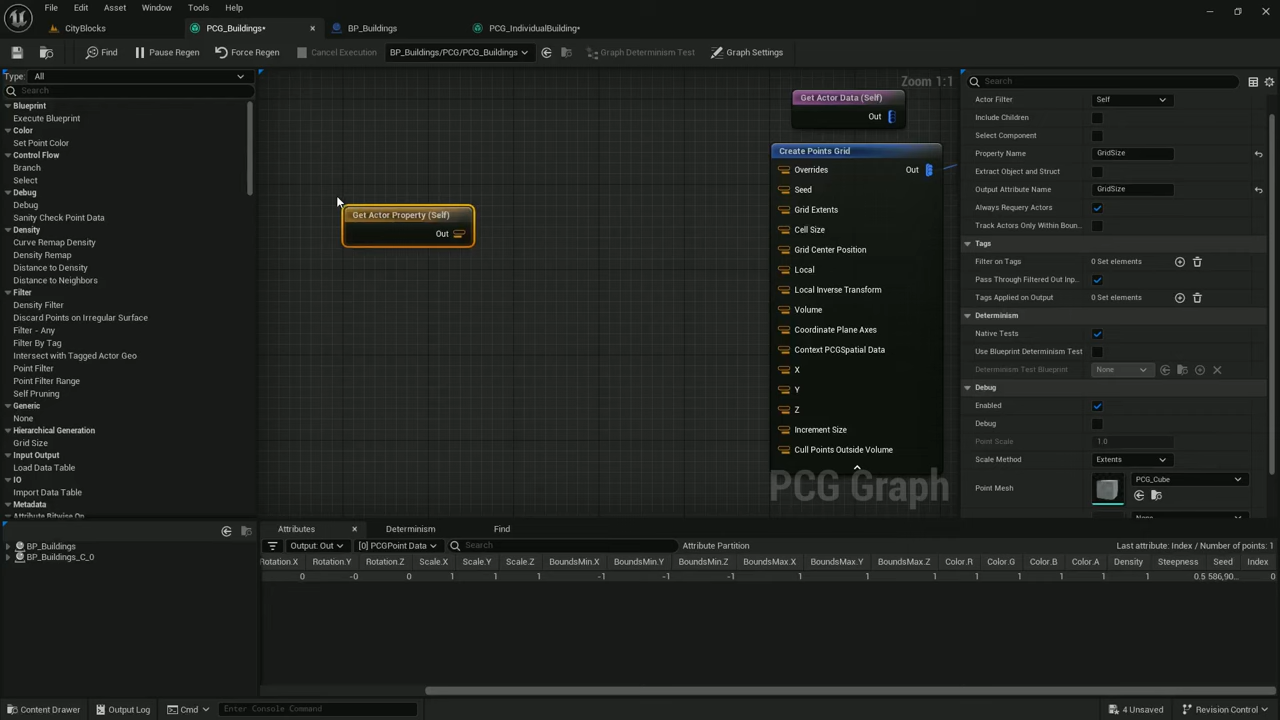 File Edit Asset Window Tools Help
CityBlocks PCG_Buildings* BP_Buildings PCG_IndividualBuilding*
Find Pause Regen Force Regen Cancel Execution BP_Buildings/PCG/PCG_Buildings Graph Determinism Test Graph Settings
Type: All
Search
Blueprint
Execute Blueprint
Color
Set Point Color
Control Flow
Branch
Select
Debug
Debug
Sanity Check Point Data
Density
Curve Remap Density
Density Remap
Distance to Density
Distance to Neighbors
Filter
Density Filter
Discard Points on Irregular Surface
Filter - Any
Filter By Tag
Intersect with Tagged Actor Geo
Point Filter
Point Filter Range
Self Pruning
Generic
None
Hierarchical Generation
Grid Size
Input Output
Load Data Table
IO
Input Data Table
Metadata
Attribute Bitwise Op
Zoom 1:1
Get Actor Property (Self)
Out
Get Actor Data (Self)
Out
Create Points Grid
Overrides Out
Seed
Grid Extents
Cell Size
Grid Center Position
Local
Local Inverse Transform
Volume
Coordinate Plane Axes
Context PCGSpatial Data
X
Y
Z
Increment Size
Cull Points Outside Volume
PCG Graph
Search
Actor Filter Self
Include Children
Select Component
Property Name GridSize
Extract Object and Struct
Output Attribute Name GridSize
Always Requery Actors
Track Actors Only Within Boun...
Tags
Filter on Tags 0 Set elements
Pass Through Filtered Out Inp...
Tags Applied on Output 0 Set elements
Determinism
Native Tests
Use Blueprint Determinism Test
Determinism Test Blueprint None
Debug
Enabled
Debug
Point Scale 1.0
Scale Method Extents
Point Mesh PCG_Cube
BP_Buildings
BP_Buildings_C_0
Attributes Determinism Find
Output: Out [0] PCGPoint Data Search Attribute Partition Last attribute: Index / Number of points: 1
Rotation.X Rotation.Y Rotation.Z Scale.X Scale.Y Scale.Z BoundsMin.X BoundsMin.Y BoundsMin.Z BoundsMax.X BoundsMax.Y BoundsMax.Z Color.R Color.G Color.B Color.A Density Steepness Seed Index
0 -0 0 1 1 1 -1 -1 -1 1 1 1 1 1 1 1 1 0.5 586,90... 0
Content Drawer Output Log Cmd Enter Console Command 4 Unsaved Revision Control